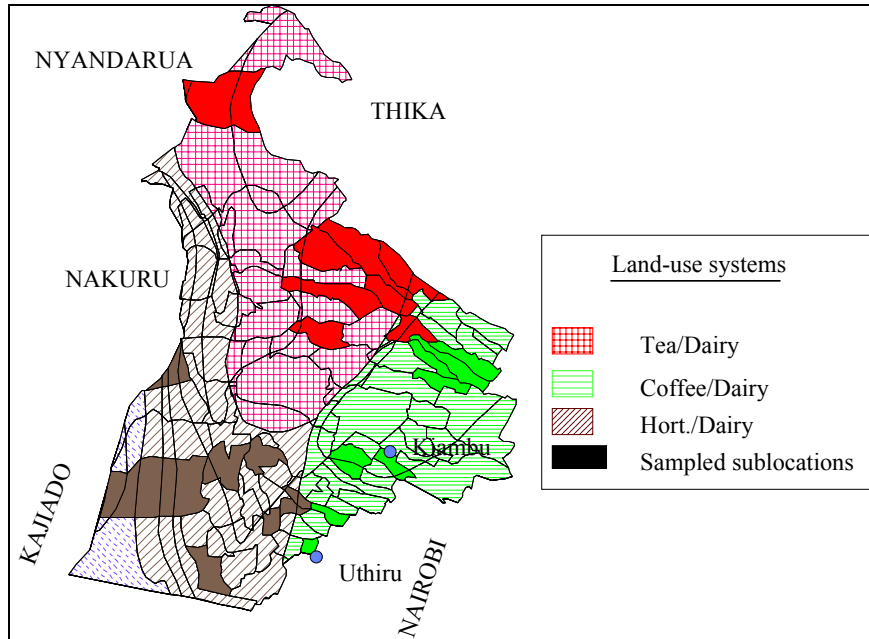 NYANDARUA
THIKA
NAKURU
Land-use systems
Tea/Dairy
Coffee/Dairy
Hort./Dairy
Sampled sublocations
Kiambu
KAJIADO
Uthiru
NAIROBI